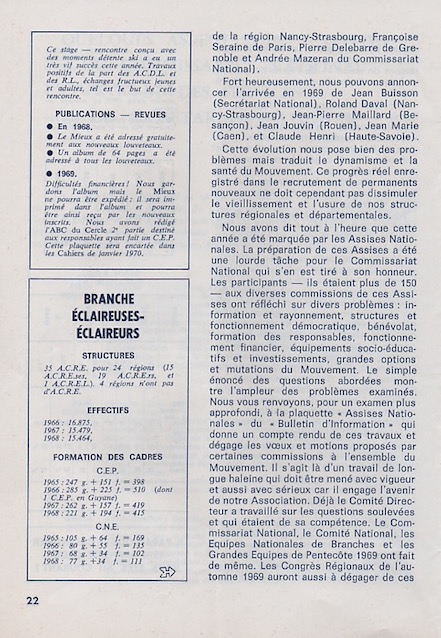 Ce stage — rencontre conçu avec
des moments détente ski a eu un
très vif succès cette année. Travaux
positifs de la part des A.C.D.L. et
des R.L., échanges fructueux jeunes
et adultes, tel est le but de cette
rencontre.
PUBLICATIONS — REVUES
● En 1968,
● Le Mieux a été adressé gratuite-
ment aux nouveaux louveteaux.
● Un album de 64 pages a été
adressé à tous les louveteaux.
● 1969.
Difficultés financières ! Nous gar-
dons l'album mais le Mieux
ne pourra être expédié ; il sera im-
primé dans l'album et pourra
être ainsi reçu par les nouveaux
inscrits. Nous avons rédigé
l'ABC du Cercle 2e partie destiné
aux responsables ayant fait un C.E.P.
Cette plaquette sera encartée dans
les Cahiers de janvier 1970.
BRANCHE
ÉCLAIREUSES-
ÉCLAIREURS
STRUCTURES
35 A.C.R.E. pour 24 régions (15
A.C.R.E.ses, 19 A.C.R.E.rs, et
1 A.C.R.E.L.). 4 régions n'ont pas
d'A.C.R.E.
EFFECTIFS
1966 : 16.875,
1967 : 15.479,
1968 : 15.464,
FORMATION DES CADRES
C.E.P.
1965 : 247 g. + 151 f. = 398
1966 : 285 g. + 225 f. = 510 (dont
1 C.E.P. en Guyane)
1967 : 262 g. + 157 f. = 419
1968 : 221 g. + 194 f. = 415
C.N.E.
1965 : 105 g. + 64 f. = 169
1966 : 80 g. + 55 f. = 135
1967 : 68 g. + 34 f. = 102
1968 : 77 g. +34 f. = 111
22
de la région Nancy-Strasbourg, Françoise
Seraine de Paris, Pierre Delebarre de Gre-
noble et Andrée Mazeran du Commissariat
National).
Fort heureusement, nous pouvons annon-
cer l'arrivée en 1969 de Jean Buisson
(Secrétariat National), Roland Daval (Nan-
cy-Strasbourg), Jean-Pierre Maillard (Be-
sançon), Jean Jouvin (Rouen), Jean Marie
(Caen), et Claude Henri (Haute-Savoie).
Cette évolution nous pose bien des pro-
blèmes mais traduit le dynamisme et la
santé du Mouvement. Ce progrès réel enre-
gistré dans le recrutement de permanents
nouveaux ne doit cependant pas dissimuler
le vieillissement et l'usure de nos struc-
tures régionales et départementales.
Nous avons dit tout à l'heure que cette
année a été marquée par les Assises Natio-
nales. La préparation de ces Assises a été
une lourde tâche pour le Commissariat
National qui s'en est tiré à son honneur.
Les participants — ils étaient plus de 150
— aux diverses commissions de ces Assi-
ses ont réfléchi sur divers problèmes : in-
formation et rayonnement, structures et
fonctionnement démocratique, bénévolat,
formation des responsables, fonctionne-
ment financier, équipements socio-éduca-
tifs et investissements, grandes options
et mutations du Mouvement. Le simple
énoncé des questions abordées mon-
tre l'ampleur des problèmes examinés.
Nous vous renvoyons, pour un examen plus
approfondi, à la plaquette « Assises Natio-
nales » du « Bulletin d'Information » qui
donne un compte rendu de ces travaux et
dégage les vœux et motions proposés par
certaines commissions à l'ensemble du
Mouvement. Il s'agit là d'un travail de lon-
gue haleine qui doit être mené avec vigueur
et aussi avec sérieux car il engage l'avenir
de notre Association. Déjà le Comité Direc-
teur a travaillé sur les questions soulevées
et qui étaient de sa compétence. Le Com-
missariat National, le Comité National, les
Equipes Nationales de Branches et les
Grandes Equipes de Pentecôte 1969 ont fait
de même. Les Congrès Régionaux de l'au-
tomne 1969 auront aussi à dégager de ces